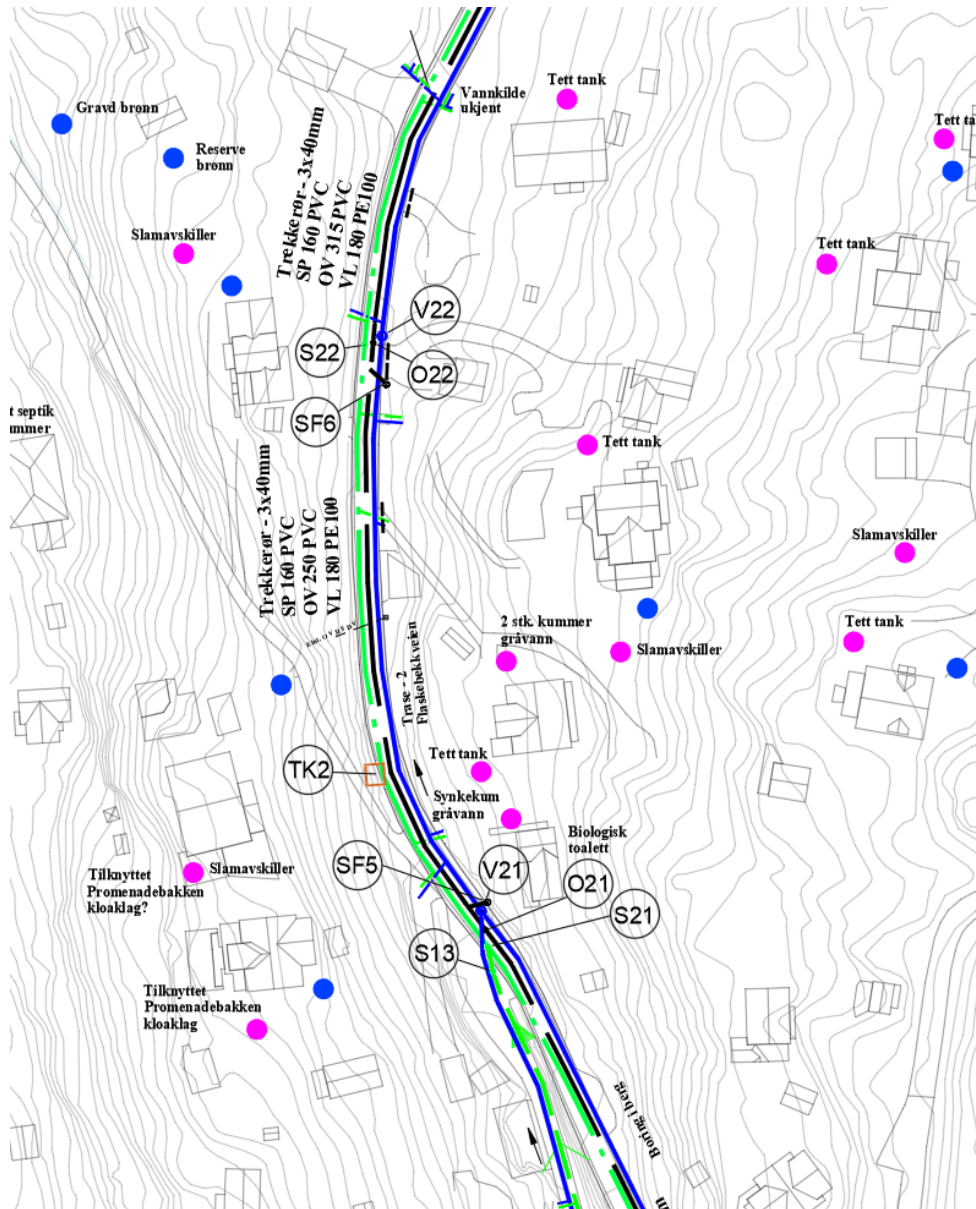 Vannkilde
ukjent
Tett tank
Gravd brønn
Tett ta
Reserve
brønn
Trekkerør - 3x40mm
SP 160 PVC
OV 315 PVC
VL 180 PE100
Slamavskiller
Tett tank
V22
S22
O22
SF6
t septik
ummer
Tett tank
Trekkerør - 3x40mm
SP 160 PVC
OV 250 PVC
VL 180 PE100
Slamavskiller
2 stk. kummer
gråvann
Slamavskiller
Tett tank
Trase - 2
Flaskebekkveien
Tett tank
TK2
Synkekum
gråvann
Biologisk
toalett
SF5
V21
O21
Slamavskiller
Tilknyttet
Promenadebakken
kloaklag?
S21
S13
Tilknyttet
Promenadebakken
kloaklag
Boring i berg
m